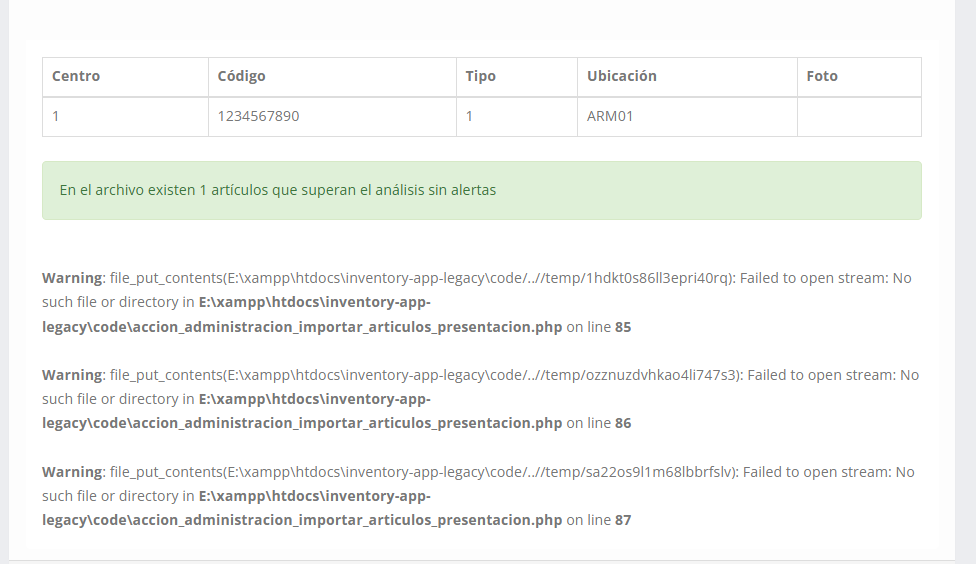 Centro Código Tipo Ubicación Foto
1 1234567890 1 ARM01
En el archivo existen 1 artículos que superan el análisis sin alertas
Warning: file_put_contents(E:\xampp\htdocs\inventory-app-legacy\code/..//temp/1hdkt0s86ll3epri40rq): Failed to open stream: No
such file or directory in E:\xampp\htdocs\inventory-app-
legacy\code\accion_administracion_importar_articulos_presentacion.php on line 85
Warning: file_put_contents(E:\xampp\htdocs\inventory-app-legacy\code/..//temp/ozznuzdvhkao4li747s3): Failed to open stream: No
such file or directory in E:\xampp\htdocs\inventory-app-
legacy\code\accion_administracion_importar_articulos_presentacion.php on line 86
Warning: file_put_contents(E:\xampp\htdocs\inventory-app-legacy\code/..//temp/sa22os9l1m68lbbrfslv): Failed to open stream: No
such file or directory in E:\xampp\htdocs\inventory-app-
legacy\code\accion_administracion_importar_articulos_presentacion.php on line 87